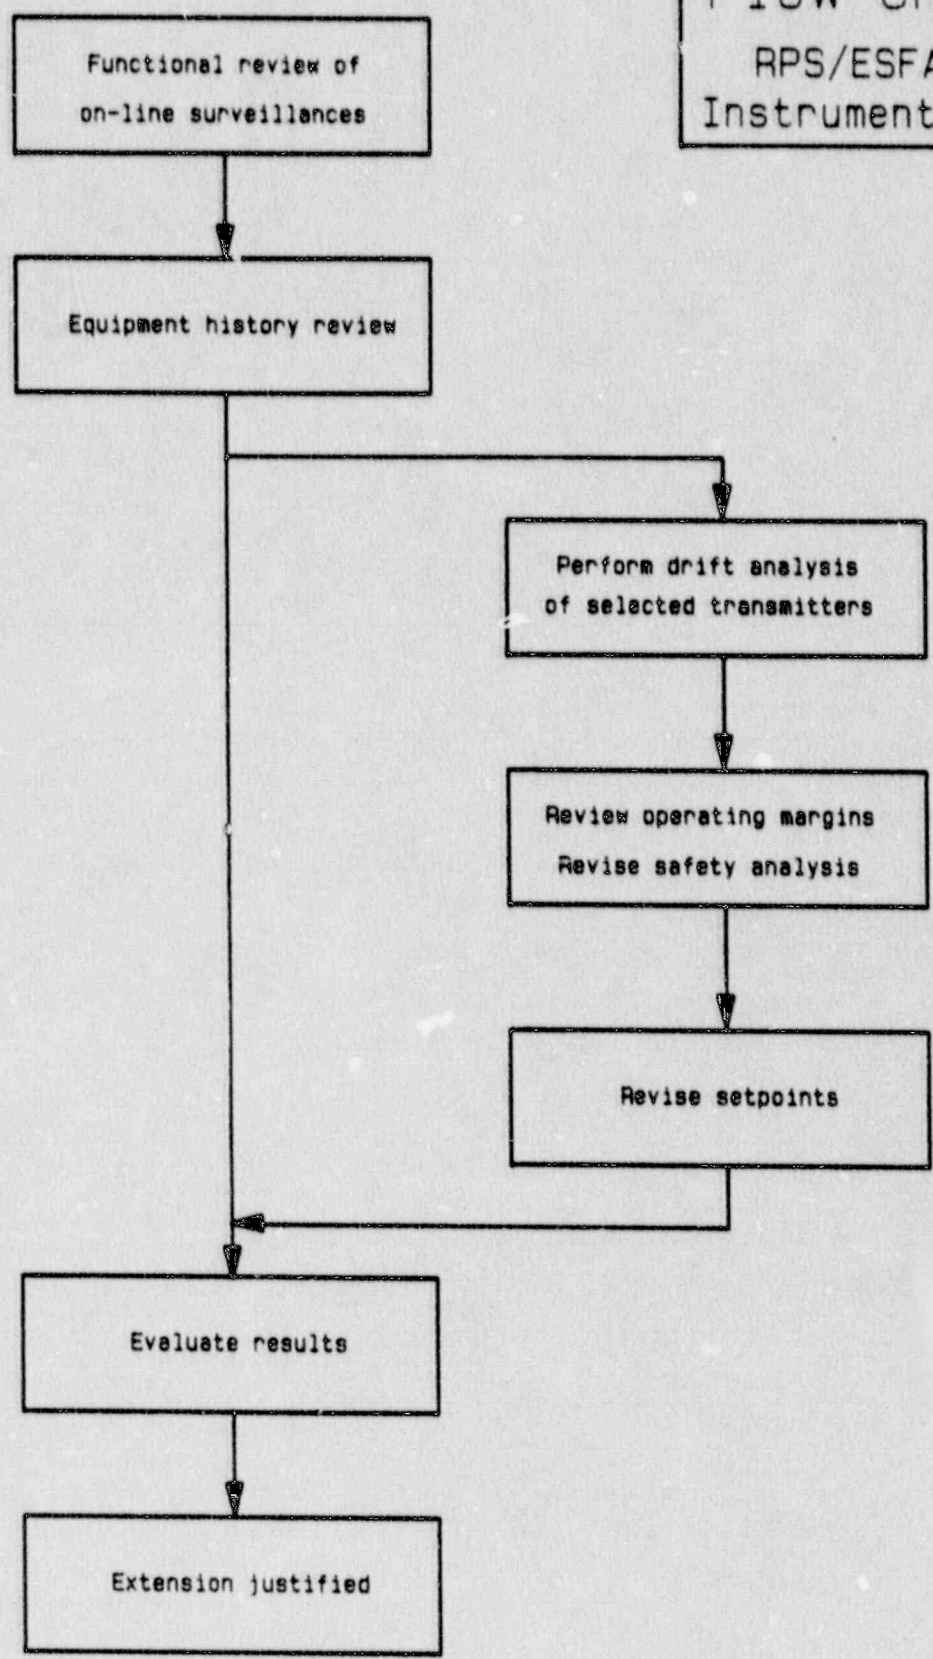 Functional review of
on-line surveillances
RPS/ESFA
Instrument
Equipment history review
Perform drift analysis
of selected transmitters
Review operating margins
Revise safety analysis
Revise setpoints
Evaluate results
Extension justified